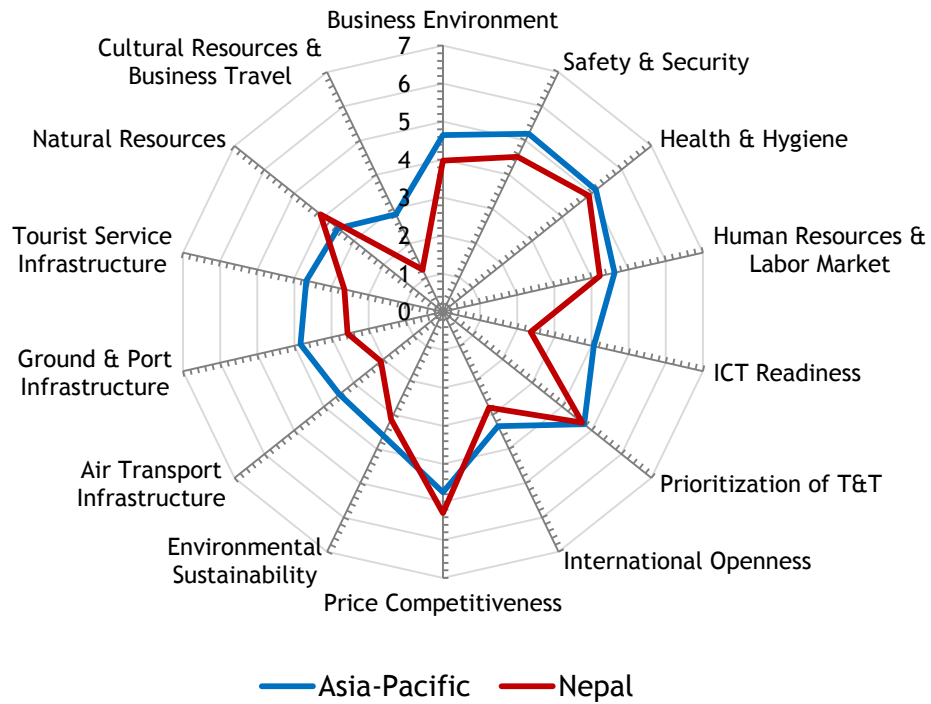 Business Environment
Cultural Resources &
Business Travel
Safety & Security
Natural Resources
Health & Hygiene
Tourist Service
Infrastructure
Human Resources &
Labor Market
Ground & Port
Infrastructure
ICT Readiness
Air Transport
Infrastructure
Prioritization of T&T
Environmental
Sustainability
International Openness
Price Competitiveness
7
6
5
4
3
2
1
0
Asia-Pacific
Nepal